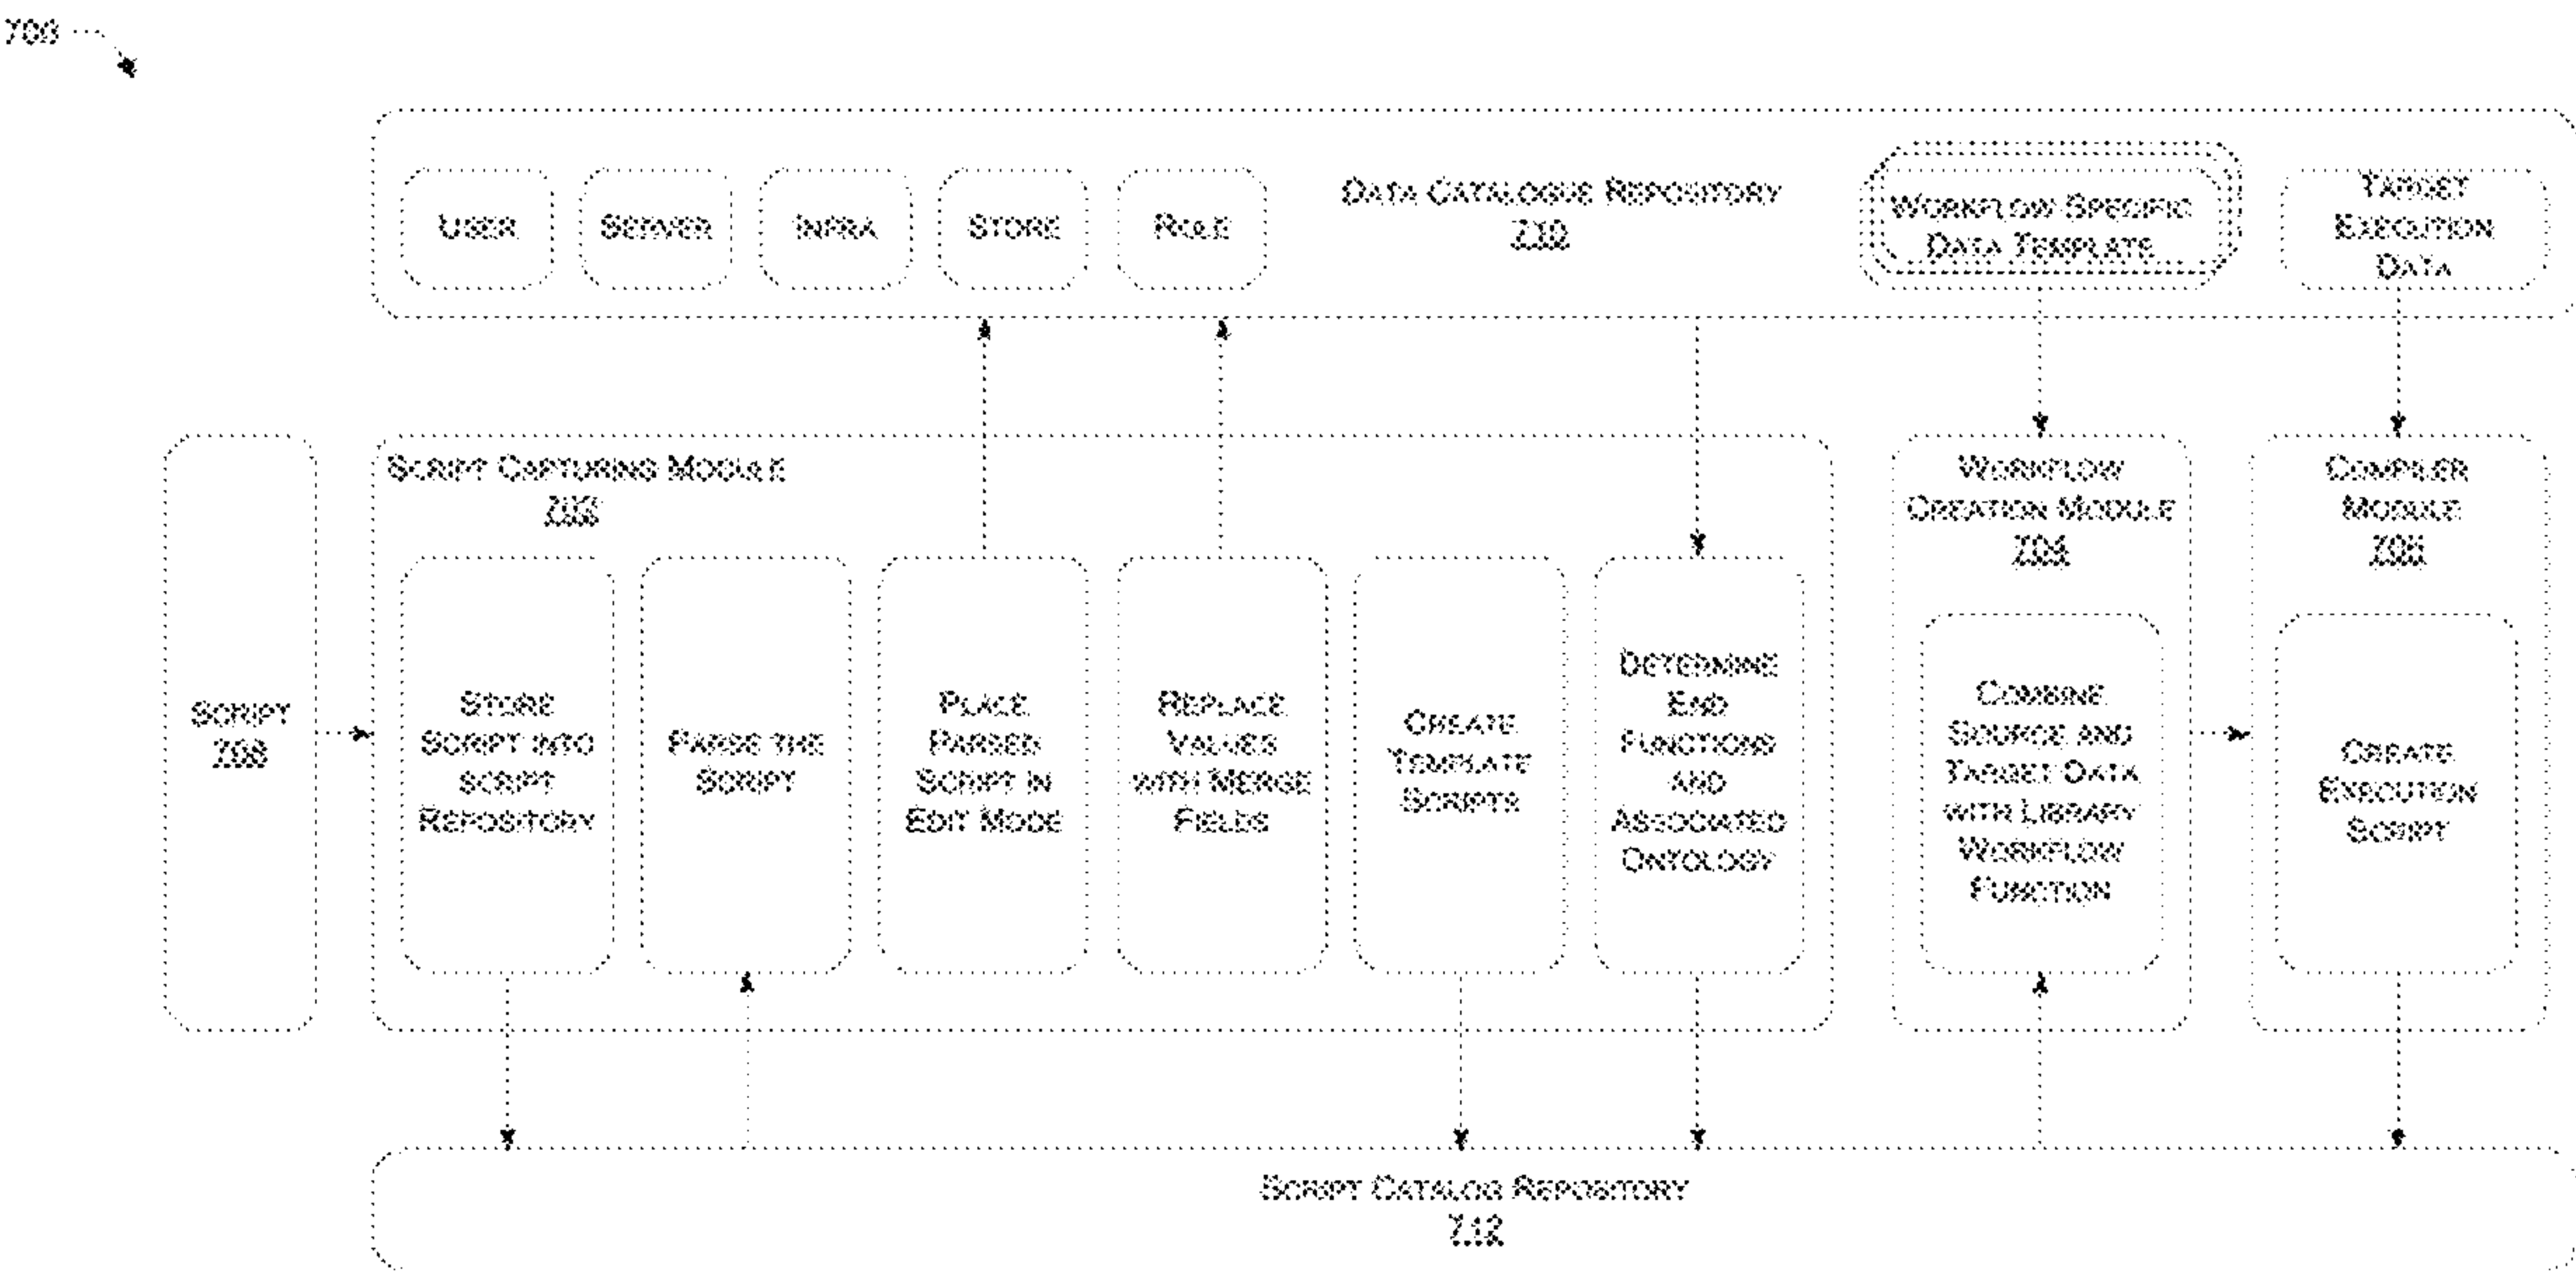 700
USER
SERVER
INFRA
STORE
ROLE
DATA CATALOGUE REPOSITORY
710
WORKFLOW SPECIFIC
DATA TEMPLATE
TARGET
EXECUTION
DATA
SCRIPT
708
SCRIPT CAPTURING MODULE
702
STORE
SCRIPT INTO
SCRIPT
REPOSITORY
PARSE THE
SCRIPT
PLACE
PARSED
SCRIPT IN
EDIT MODE
REPLACE
VALUES
WITH MERGE
FIELDS
CREATE
TEMPLATE
SCRIPTS
DETERMINE
END
FUNCTIONS
AND
ASSOCIATED
ONTOLOGY
WORKFLOW
CREATION MODULE
704
COMBINE
SOURCE AND
TARGET DATA
WITH LIBRARY
WORKFLOW
FUNCTION
COMPILER
MODULE
706
CREATE
EXECUTION
SCRIPT
SCRIPT CATALOG REPOSITORY
712